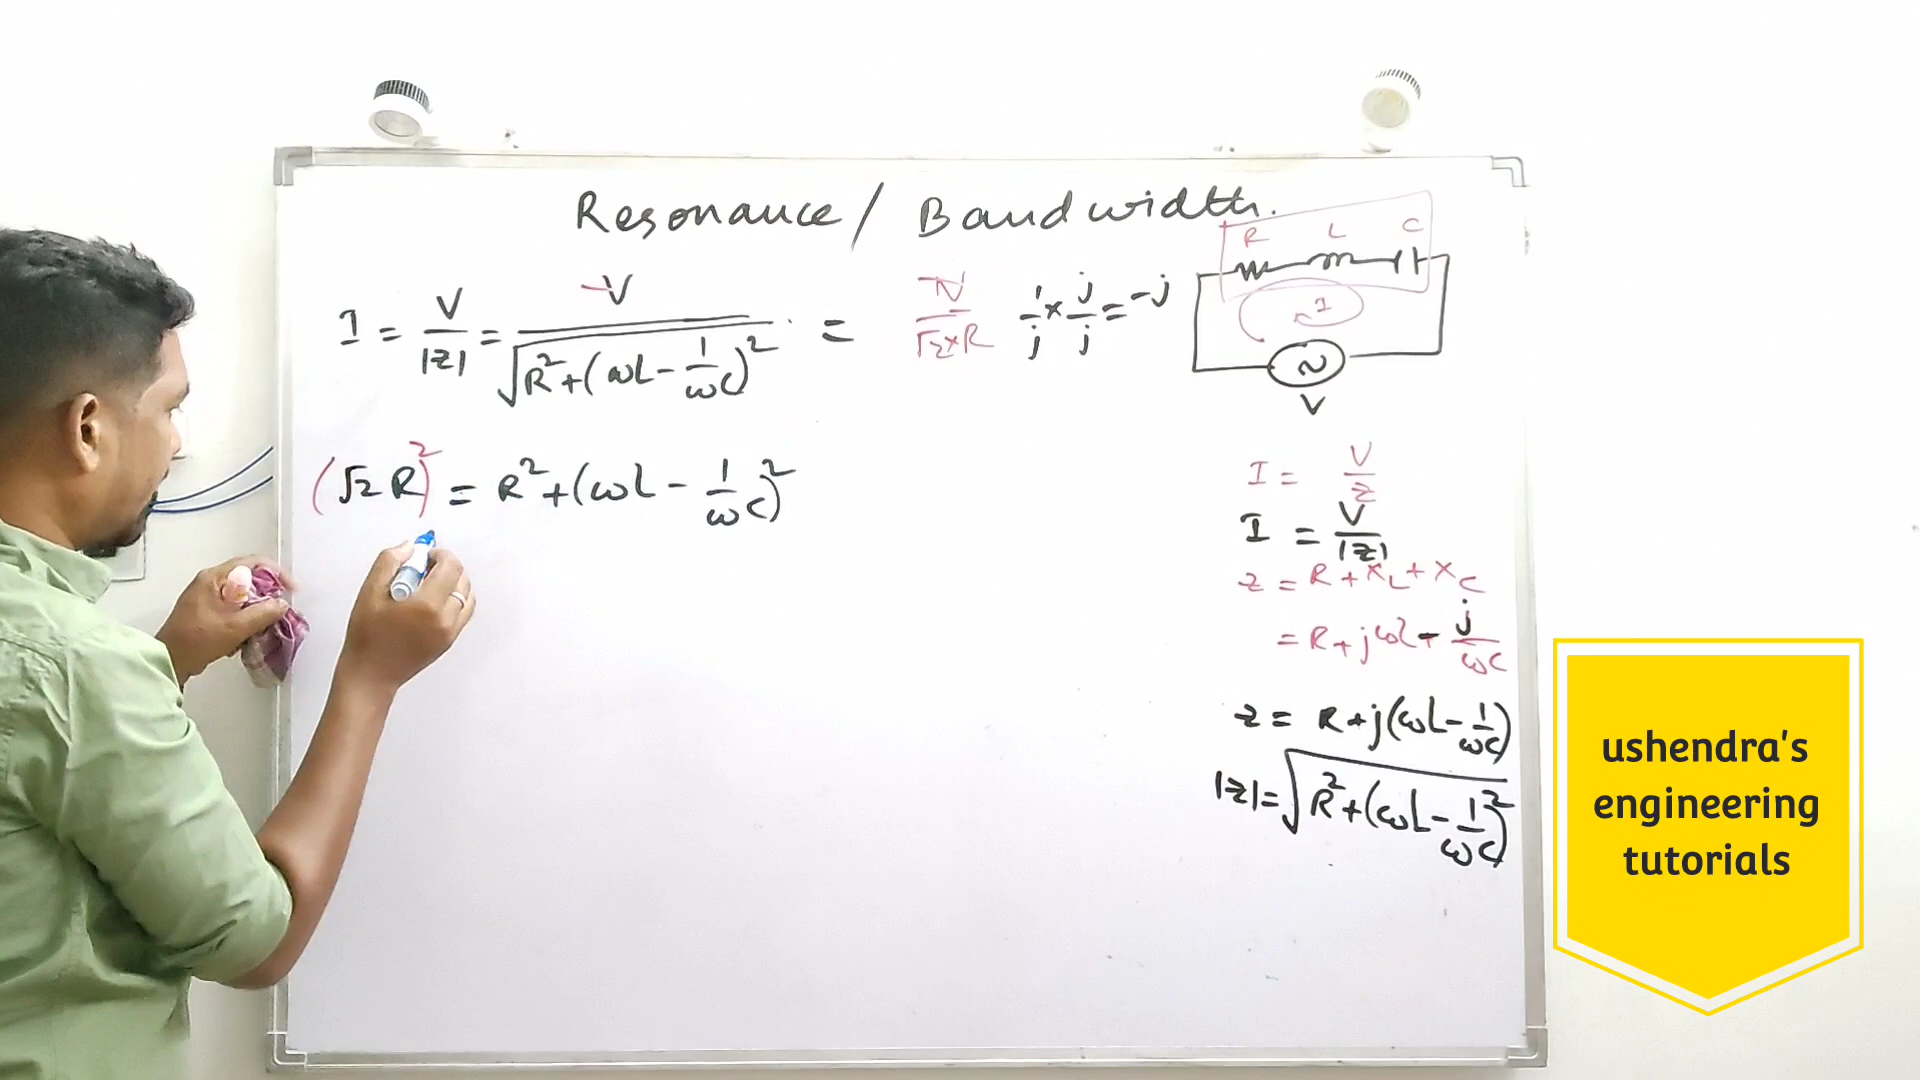 Resonance / Bandwidth.
I = V/|z| = V/√(R²+(ωL-1/ωC)²) = V/(√2×R)
1/j × j/j = -j
R L C
I
V
(√2 R)² = R²+(ωL - 1/ωC)²
I = V/z
I = V/|z|
z = R+XL+XC
= R+jωL-j/ωC
z = R+j(ωL-1/ωC)
|z| = √(R²+(ωL-1/ωC)²)
ushendra's
engineering
tutorials